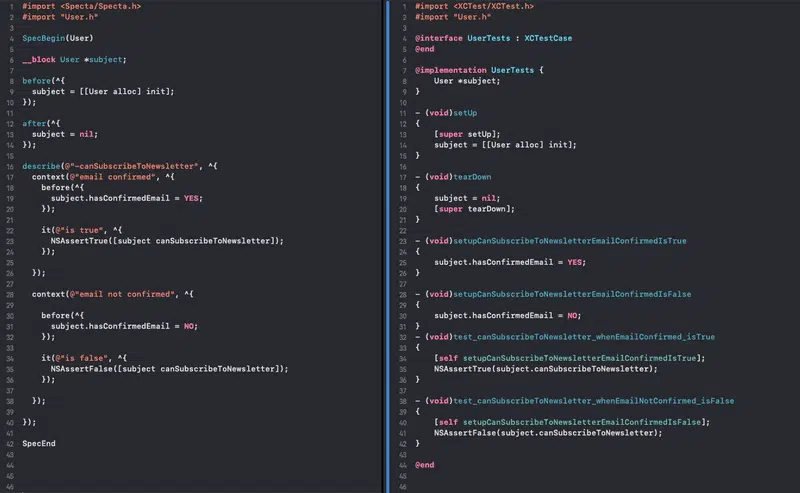 1 #import <Specta/Specta.h>
2 #import "User.h"
3
4 SpecBegin(User)
5
6 __block User *subject;
7
8 before(^{
9 subject = [[User alloc] init];
10 });
11
12 after(^{
13 subject = nil;
14 });
15
16 describe(@"-canSubscribeToNewsletter", ^{
17 context(@"email confirmed", ^{
18 before(^{
19 subject.hasConfirmedEmail = YES;
20 });
21
22 it(@"is true", ^{
23 NSAssertTrue([subject canSubscribeToNewsletter]);
24 });
25
26 });
27
28 context(@"email not confirmed", ^{
29
30 before(^{
31 subject.hasConfirmedEmail = NO;
32 });
33
34 it(@"is false", ^{
35 NSAssertFalse([subject canSubscribeToNewsletter]);
36 });
37
38 });
39
40 });
41
42 SpecEnd
43
44
45
46
1 #import <XCTest/XCTest.h>
2 #import "User.h"
3
4 @interface UserTests : XCTestCase
5 @end
6
7 @implementation UserTests {
8 User *subject;
9 }
10
11 - (void)setUp
12 {
13 [super setUp];
14 subject = [[User alloc] init];
15 }
16
17 - (void)tearDown
18 {
19 subject = nil;
20 [super tearDown];
21 }
22
23 - (void)setupCanSubscribeToNewsletterEmailConfirmedIsTrue
24 {
25 subject.hasConfirmedEmail = YES;
26 }
27
28 - (void)setupCanSubscribeToNewsletterEmailConfirmedIsFalse
29 {
30 subject.hasConfirmedEmail = NO;
31 }
32 - (void)test_canSubscribeToNewsletter_whenEmailConfirmed_isTrue
33 {
34 [self setupCanSubscribeToNewsletterEmailConfirmedIsTrue];
35 NSAssertTrue(subject.canSubscribeToNewsletter);
36 }
37
38 - (void)test_canSubscribeToNewsletter_whenEmailNotConfirmed_isFalse
39 {
40 [self setupCanSubscribeToNewsletterEmailConfirmedIsFalse];
41 NSAssertFalse(subject.canSubscribeToNewsletter);
42 }
43
44 @end
45
46